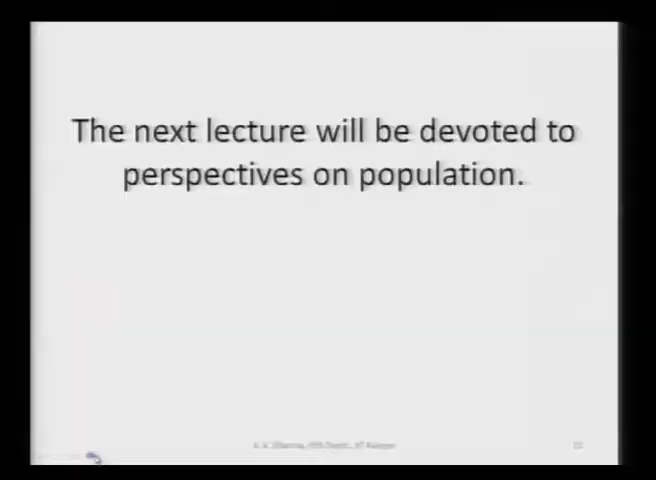 The next lecture will be devoted to
perspectives on population.